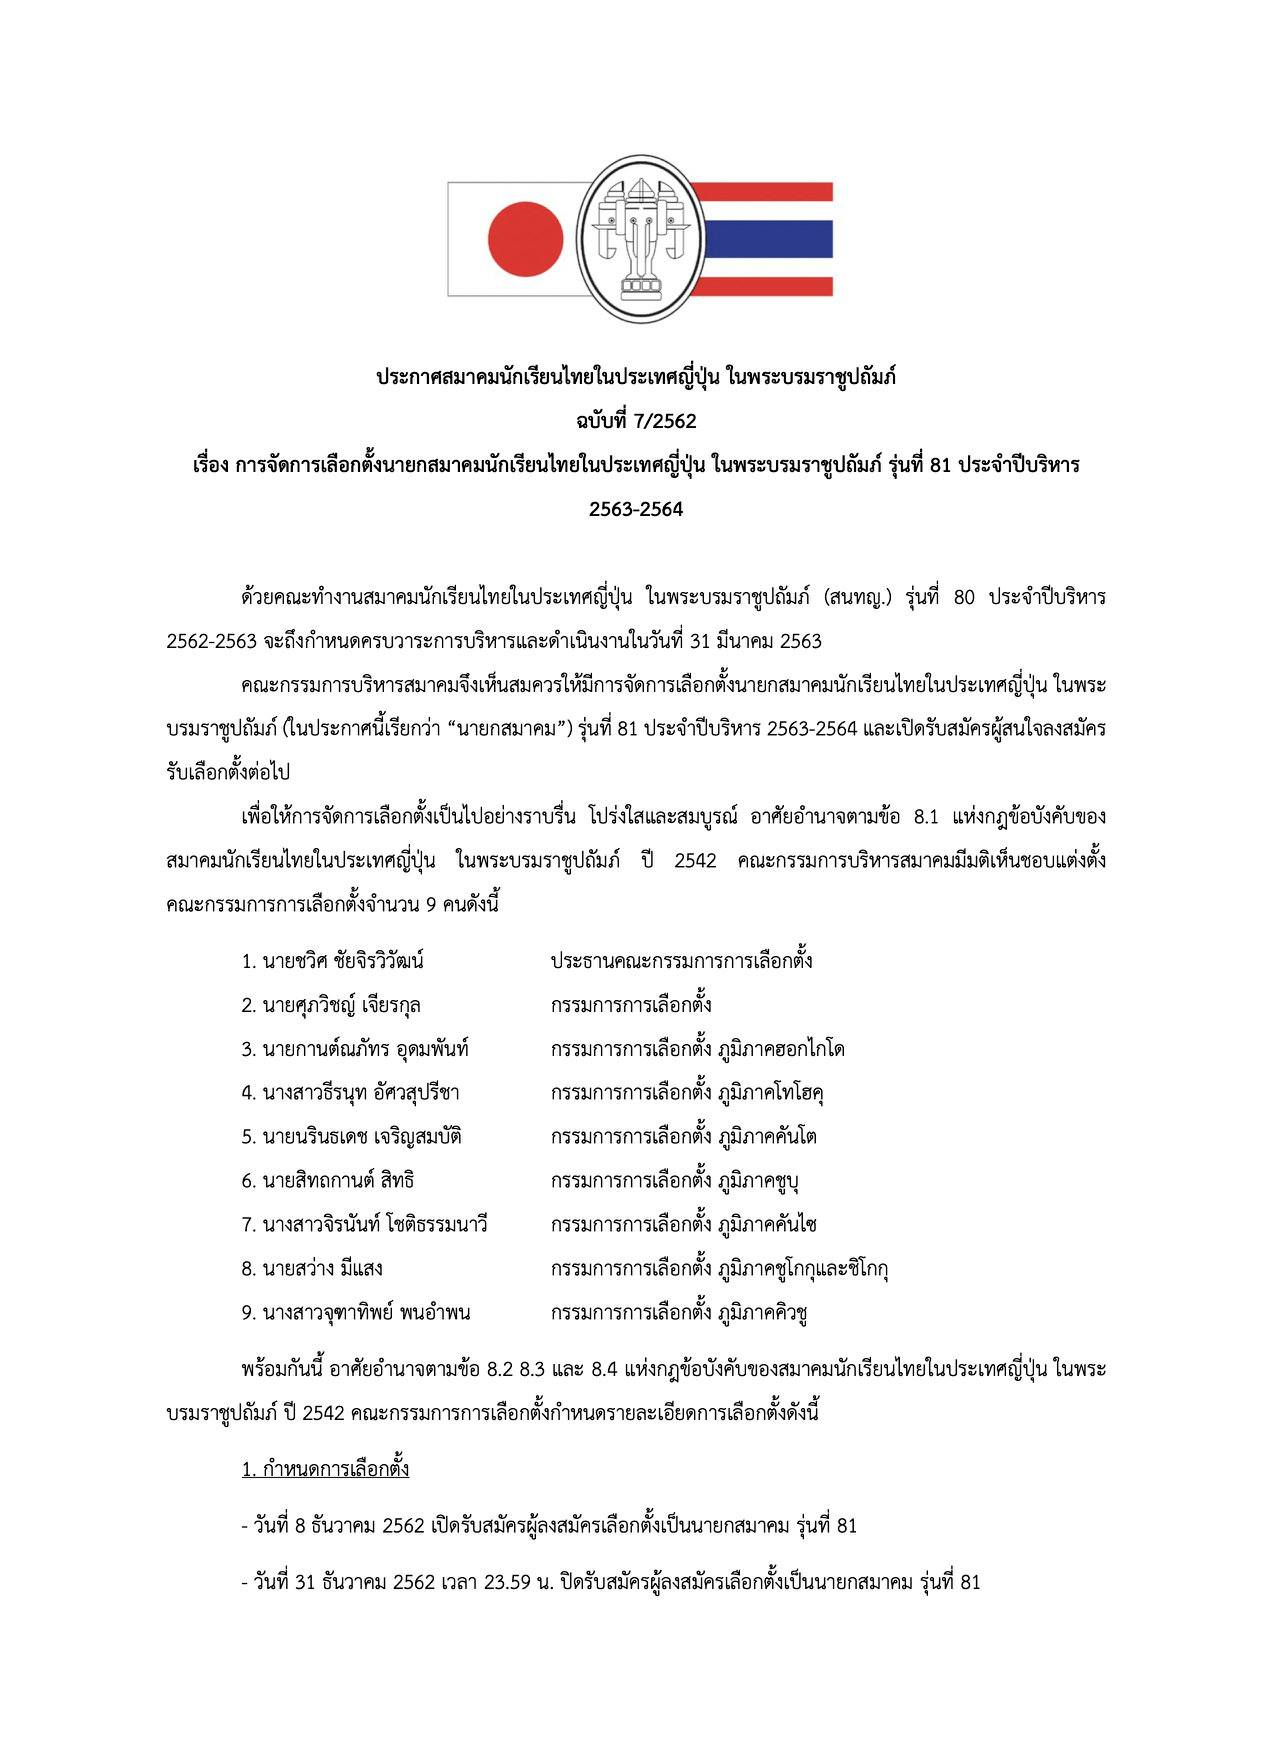 ประกาศสมาคมนักเรียนไทยในประเทศญี่ปุ่น ในพระบรมราชูปถัมภ์
ฉบับที่ 7/2562
เรื่อง การจัดการเลือกตั้งนายกสมาคมนักเรียนไทยในประเทศญี่ปุ่น ในพระบรมราชูปถัมภ์ รุ่นที่ 81 ประจำปีบริหาร
2563-2564
ด้วยคณะทำงานสมาคมนักเรียนไทยในประเทศญี่ปุ่น ในพระบรมราชูปถัมภ์ (สนทญ.) รุ่นที่ 80 ประจำปีบริหาร
2562-2563 จะถึงกำหนดครบวาระการบริหารและดำเนินงานในวันที่ 31 มีนาคม 2563
คณะกรรมการบริหารสมาคมจึงเห็นสมควรให้มีการจัดการเลือกตั้งนายกสมาคมนักเรียนไทยในประเทศญี่ปุ่น ในพระ
บรมราชูปถัมภ์ (ในประกาศนี้เรียกว่า “นายกสมาคม”) รุ่นที่ 81 ประจำปีบริหาร 2563-2564 และเปิดรับสมัครผู้สนใจลงสมัคร
รับเลือกตั้งต่อไป
เพื่อให้การจัดการเลือกตั้งเป็นไปอย่างราบรื่น โปร่งใสและสมบูรณ์ อาศัยอำนาจตามข้อ 8.1 แห่งกฎข้อบังคับของ
สมาคมนักเรียนไทยในประเทศญี่ปุ่น ในพระบรมราชูปถัมภ์ ปี 2542 คณะกรรมการบริหารสมาคมมีมติเห็นชอบแต่งตั้ง
คณะกรรมการการเลือกตั้งจำนวน 9 คนดังนี้
1. นายชวิศ ชัยจิรวิวัฒน์ ประธานคณะกรรมการการเลือกตั้ง
2. นายศุภวิชญ์ เจียรกุล กรรมการการเลือกตั้ง
3. นายกานต์ณภัทร อุดมพันท์ กรรมการการเลือกตั้ง ภูมิภาคฮอกไกโด
4. นางสาวธีรนุท อัศวสุปรีชา กรรมการการเลือกตั้ง ภูมิภาคโทโฮคุ
5. นายนรินธเดช เจริญสมบัติ กรรมการการเลือกตั้ง ภูมิภาคคันโต
6. นายสิทถกานต์ สิทธิ กรรมการการเลือกตั้ง ภูมิภาคชูบุ
7. นางสาวจิรนันท์ โชติธรรมนาวี กรรมการการเลือกตั้ง ภูมิภาคคันไซ
8. นายสว่าง มีแสง กรรมการการเลือกตั้ง ภูมิภาคชูโกกุและชิโกกุ
9. นางสาวจุฑาทิพย์ พนอำพน กรรมการการเลือกตั้ง ภูมิภาคคิวชู
พร้อมกันนี้ อาศัยอำนาจตามข้อ 8.2 8.3 และ 8.4 แห่งกฎข้อบังคับของสมาคมนักเรียนไทยในประเทศญี่ปุ่น ในพระ
บรมราชูปถัมภ์ ปี 2542 คณะกรรมการการเลือกตั้งกำหนดรายละเอียดการเลือกตั้งดังนี้
1. กำหนดการเลือกตั้ง
- วันที่ 8 ธันวาคม 2562 เปิดรับสมัครผู้ลงสมัครเลือกตั้งเป็นนายกสมาคม รุ่นที่ 81
- วันที่ 31 ธันวาคม 2562 เวลา 23.59 น. ปิดรับสมัครผู้ลงสมัครเลือกตั้งเป็นนายกสมาคม รุ่นที่ 81